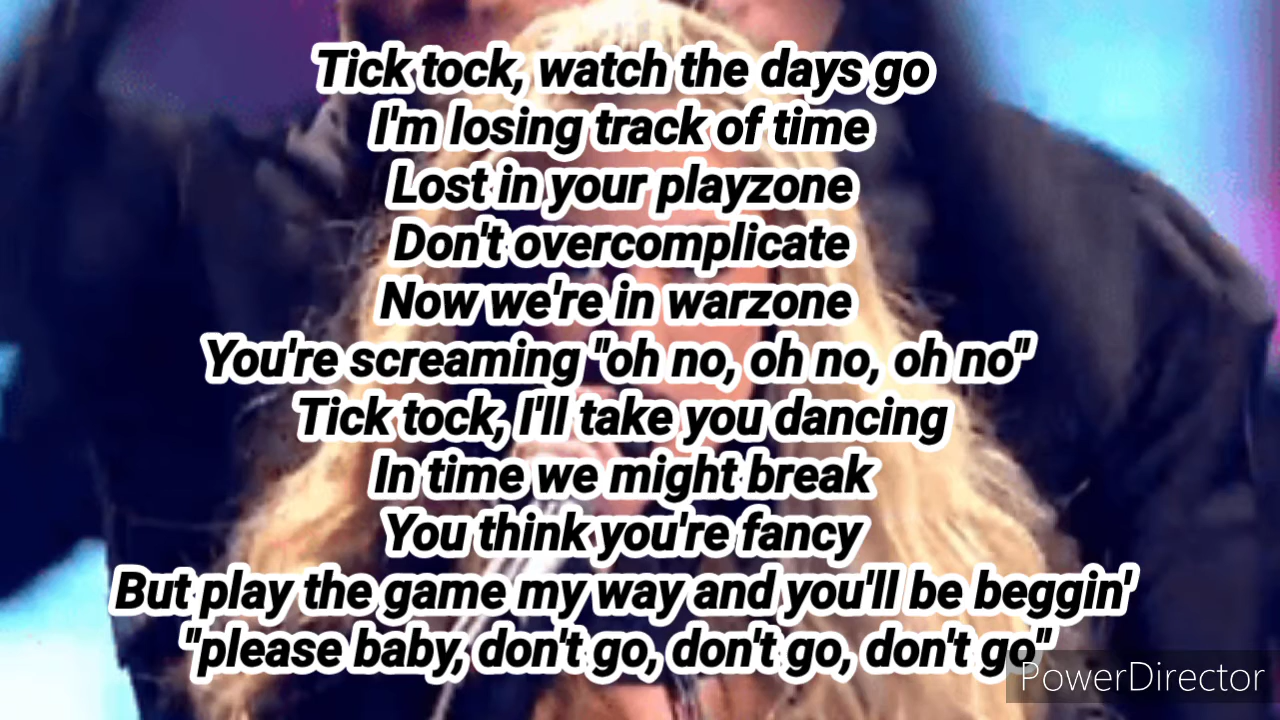 Tick tock, watch the days go
I'm losing track of time
Lost in your playzone
Don't overcomplicate
Now we're in warzone
You're screaming "oh no, oh no, oh no"
Tick tock, I'll take you dancing
In time we might break
You think you're fancy
But play the game my way and you'll be beggin'
"please baby, don't go, don't go, don't go"
PowerDirector